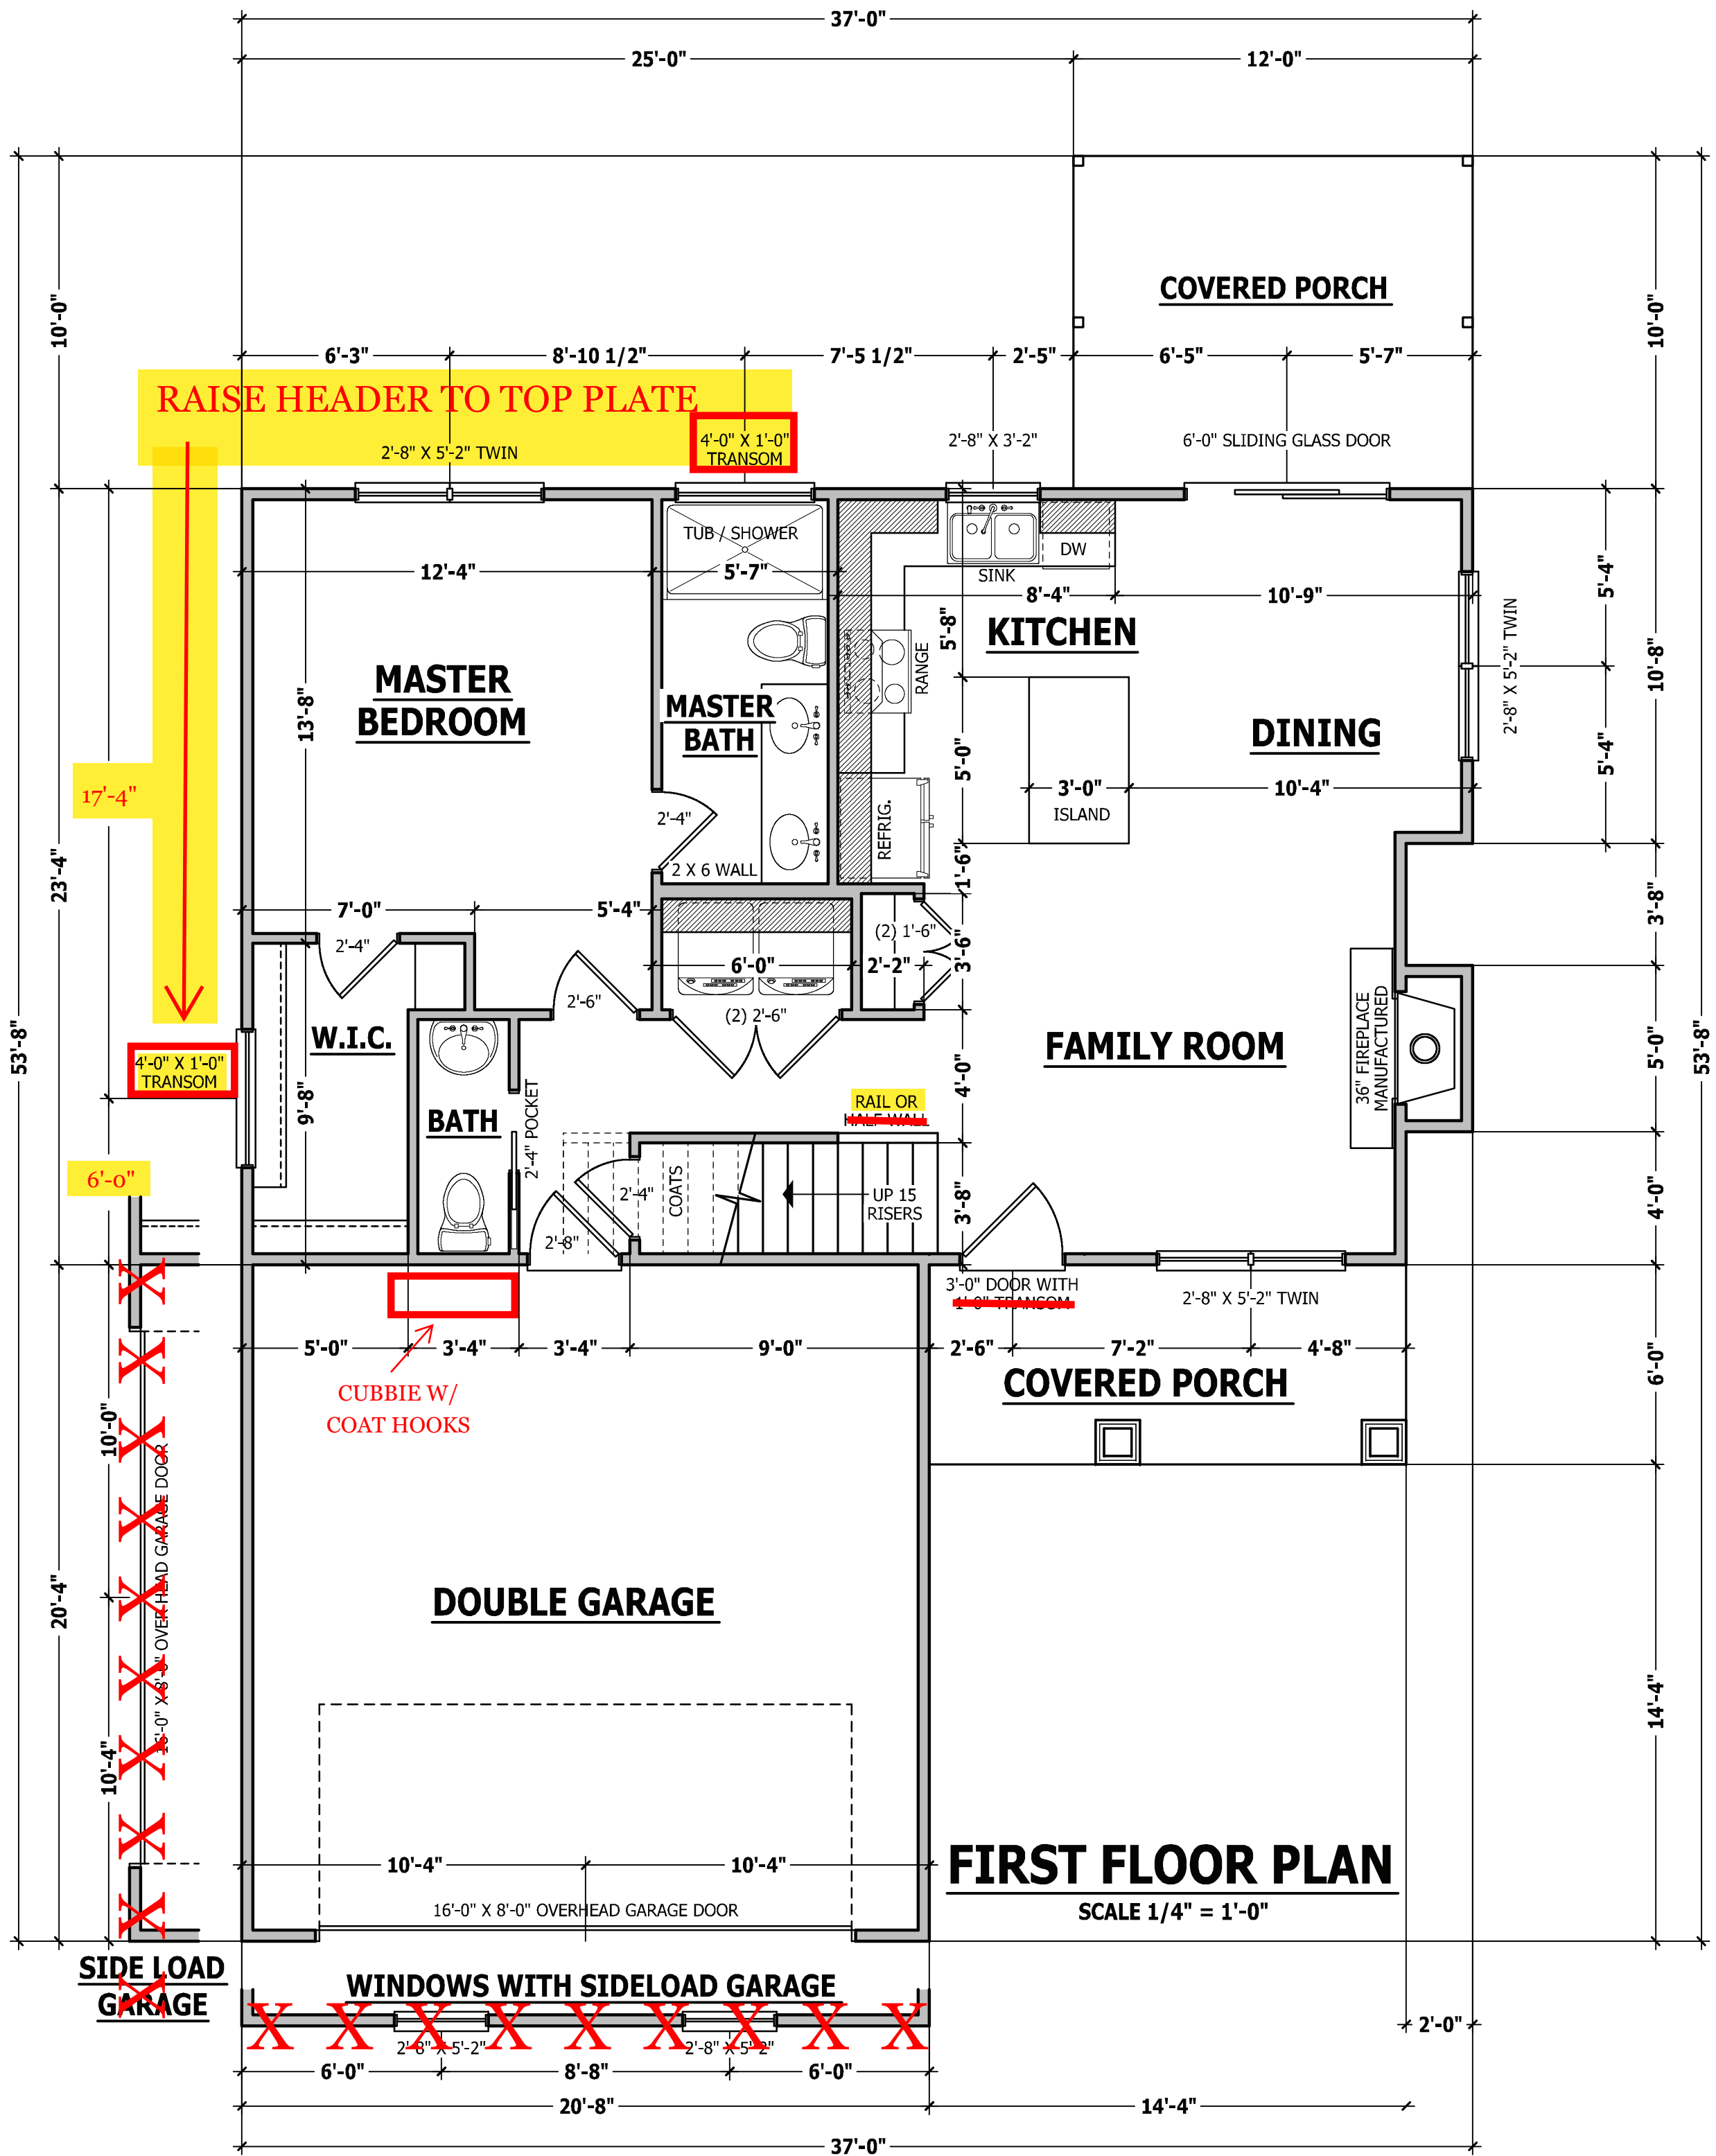 37'-0"
25'-0"
12'-0"
COVERED PORCH
10'-0"
10'-0"
6'-3"
8'-10 1/2"
7'-5 1/2"
2'-5"
6'-5"
5'-7"
RAISE HEADER TO TOP PLATE
2'-8" X 5'-2" TWIN
4'-0" X 1'-0"
TRANSOM
2'-8" X 3'-2"
6'-0" SLIDING GLASS DOOR
TUB / SHOWER
DW
SINK
12'-4"
5'-7"
8'-4"
10'-9"
5'-4"
5'-8"
KITCHEN
RANGE
2'-8" X 5'-2" TWIN
10'-8"
MASTER
BEDROOM
13'-8"
MASTER
BATH
DINING
5'-0"
5'-4"
17'-4"
3'-0"
10'-4"
ISLAND
2'-4"
REFRIG.
2 X 6 WALL
1'-6"
23'-4"
3'-8"
7'-0"
5'-4"
2'-4"
(2) 1'-6"
3'-6"
6'-0"
2'-2"
2'-6"
(2) 2'-6"
53'-8"
53'-8"
W.I.C.
FAMILY ROOM
36" FIREPLACE
MANUFACTURED
5'-0"
4'-0" X 1'-0"
TRANSOM
9'-8"
4'-0"
BATH
2'-4" POCKET
RAIL OR
HALF WALL
6'-0"
2'-4"
COATS
UP 15
RISERS
3'-8"
4'-0"
2'-8"
3'-0" DOOR WITH
1'-0" TRANSOM
2'-8" X 5'-2" TWIN
5'-0"
3'-4"
3'-4"
9'-0"
2'-6"
7'-2"
4'-8"
6'-0"
COVERED PORCH
CUBBIE W/
COAT HOOKS
X
X
X
X
X
X
X
X
X
X
10'-0"
16'-0" X 8'-0" OVERHEAD GARAGE DOOR
20'-4"
DOUBLE GARAGE
14'-4"
10'-4"
10'-4"
10'-4"
16'-0" X 8'-0" OVERHEAD GARAGE DOOR
FIRST FLOOR PLAN
SCALE 1/4" = 1'-0"
SIDE LOAD
GARAGE
WINDOWS WITH SIDELOAD GARAGE
X X X X X X X X X
2'-8" X 5'-2"
2'-8" X 5'-2"
2'-0"
6'-0"
8'-8"
6'-0"
20'-8"
14'-4"
37'-0"